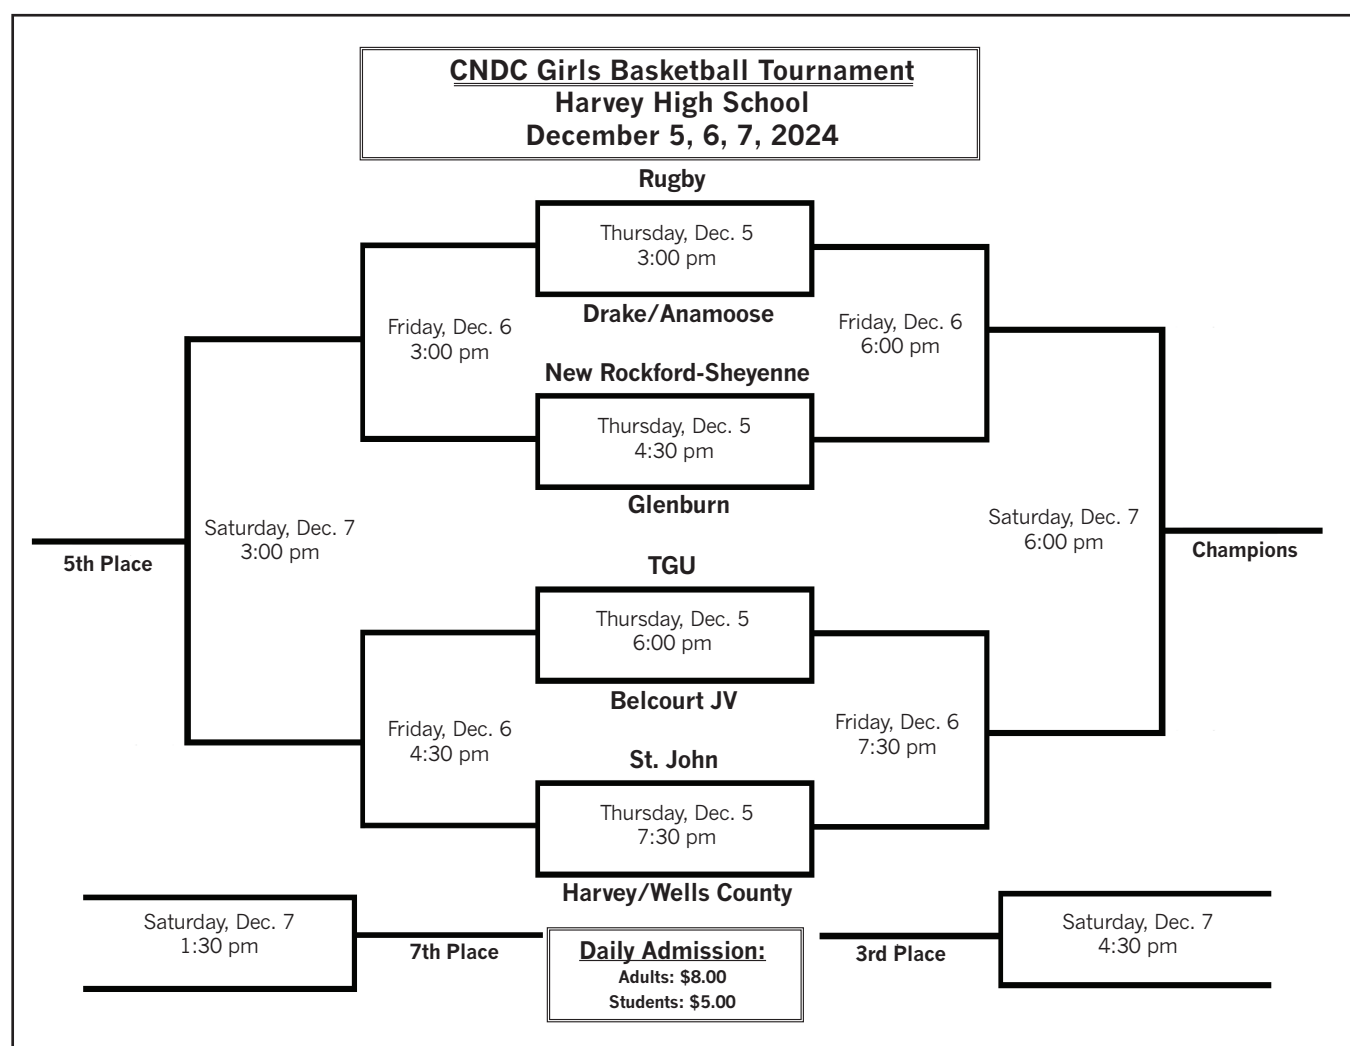 CNDC Girls Basketball Tournament
Harvey High School
December 5, 6, 7, 2024
Rugby
Thursday, Dec. 5
3:00 pm
Drake/Anamoose
Friday, Dec. 6
3:00 pm
Friday, Dec. 6
6:00 pm
New Rockford-Sheyenne
Thursday, Dec. 5
4:30 pm
Glenburn
Saturday, Dec. 7
3:00 pm
5th Place
Saturday, Dec. 7
6:00 pm
Champions
TGU
Thursday, Dec. 5
6:00 pm
Belcourt JV
Friday, Dec. 6
4:30 pm
Friday, Dec. 6
7:30 pm
St. John
Thursday, Dec. 5
7:30 pm
Harvey/Wells County
Saturday, Dec. 7
1:30 pm
7th Place
Daily Admission:
Adults: $8.00
Students: $5.00
3rd Place
Saturday, Dec. 7
4:30 pm